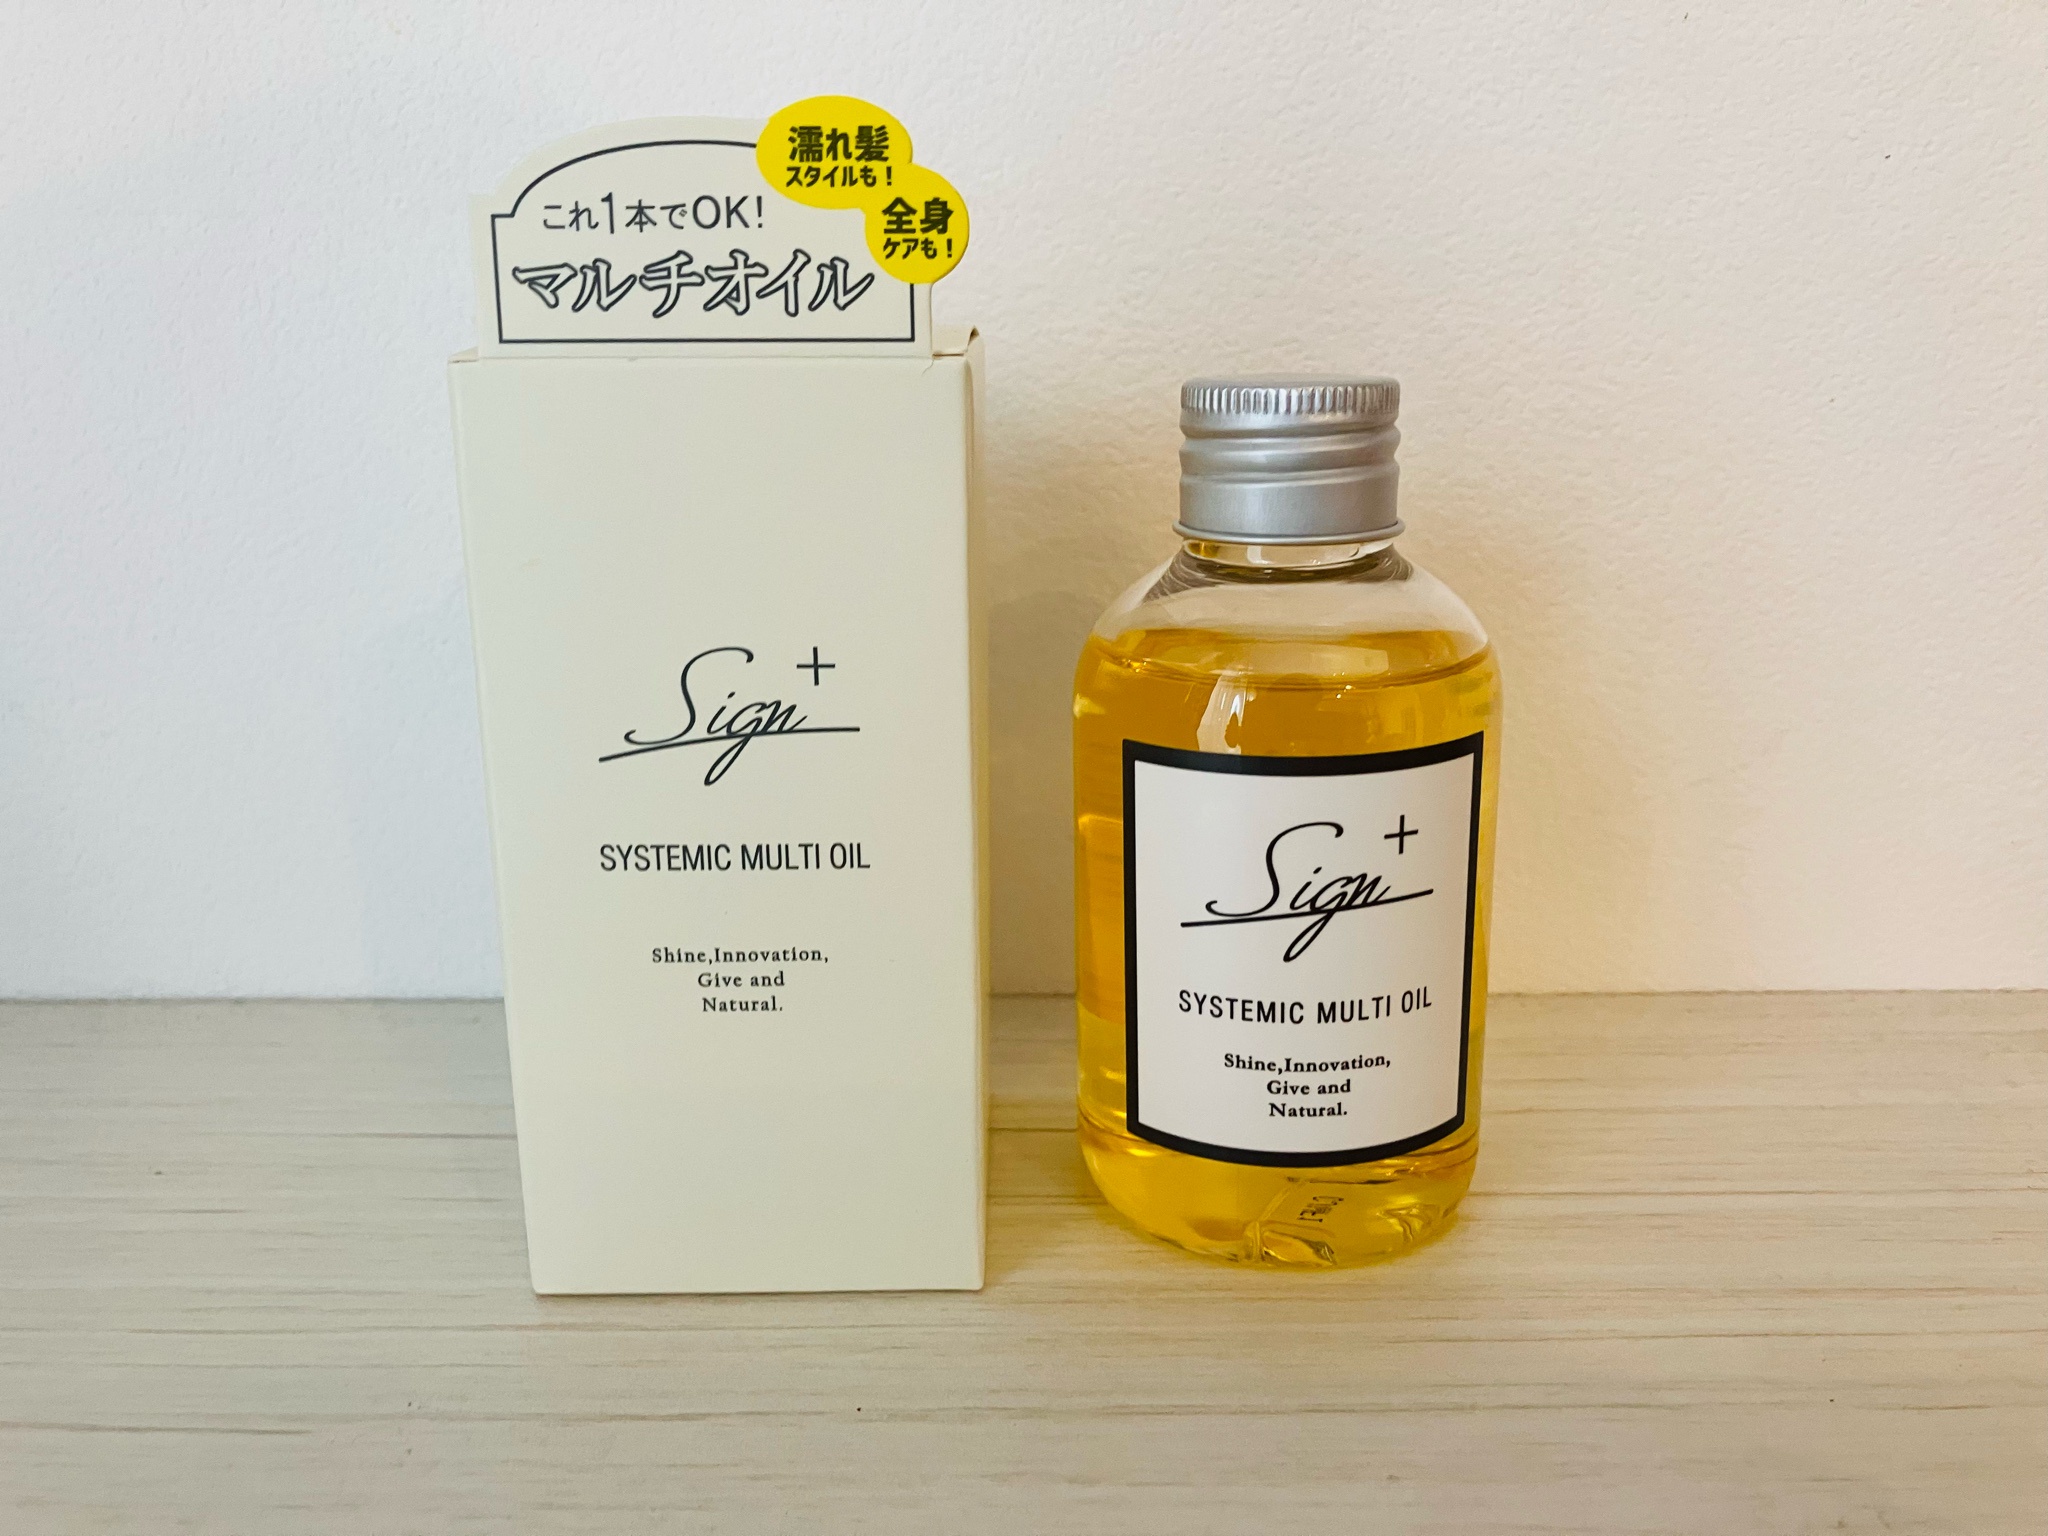 濡れ髪
スタイルも!
全身
ケアも!
これ1本でOK!
マルチオイル
Sign+
SYSTEMIC MULTI OIL
Shine,Innovation,
Give and
Natural.
Sign+
SYSTEMIC MULTI OIL
Shine,Innovation,
Give and
Natural.